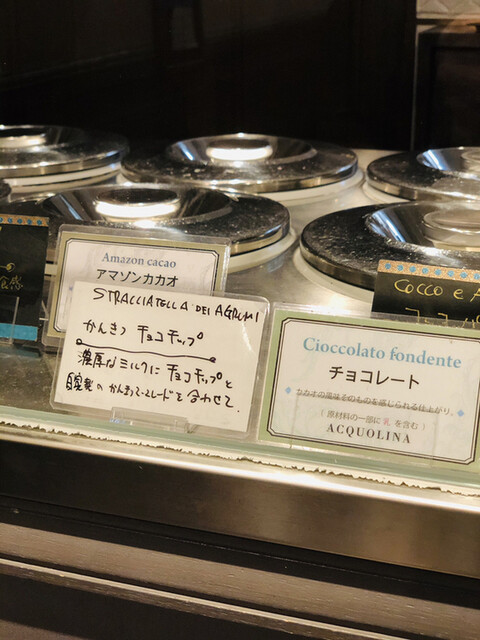 Amazon cacao
アマゾンカカオ
STRACCIATELLA DEI AGRUMI
かんきつ チョコチップ
濃厚なミルクに チョコチップと
自家製の かんきつマーマレードを合わせて。
Cioccolato fondente
チョコレート
カカオの風味そのものを感じられる仕上がり。
(原材料の一部に乳を含む)
ACQUOLINA
COCCO e